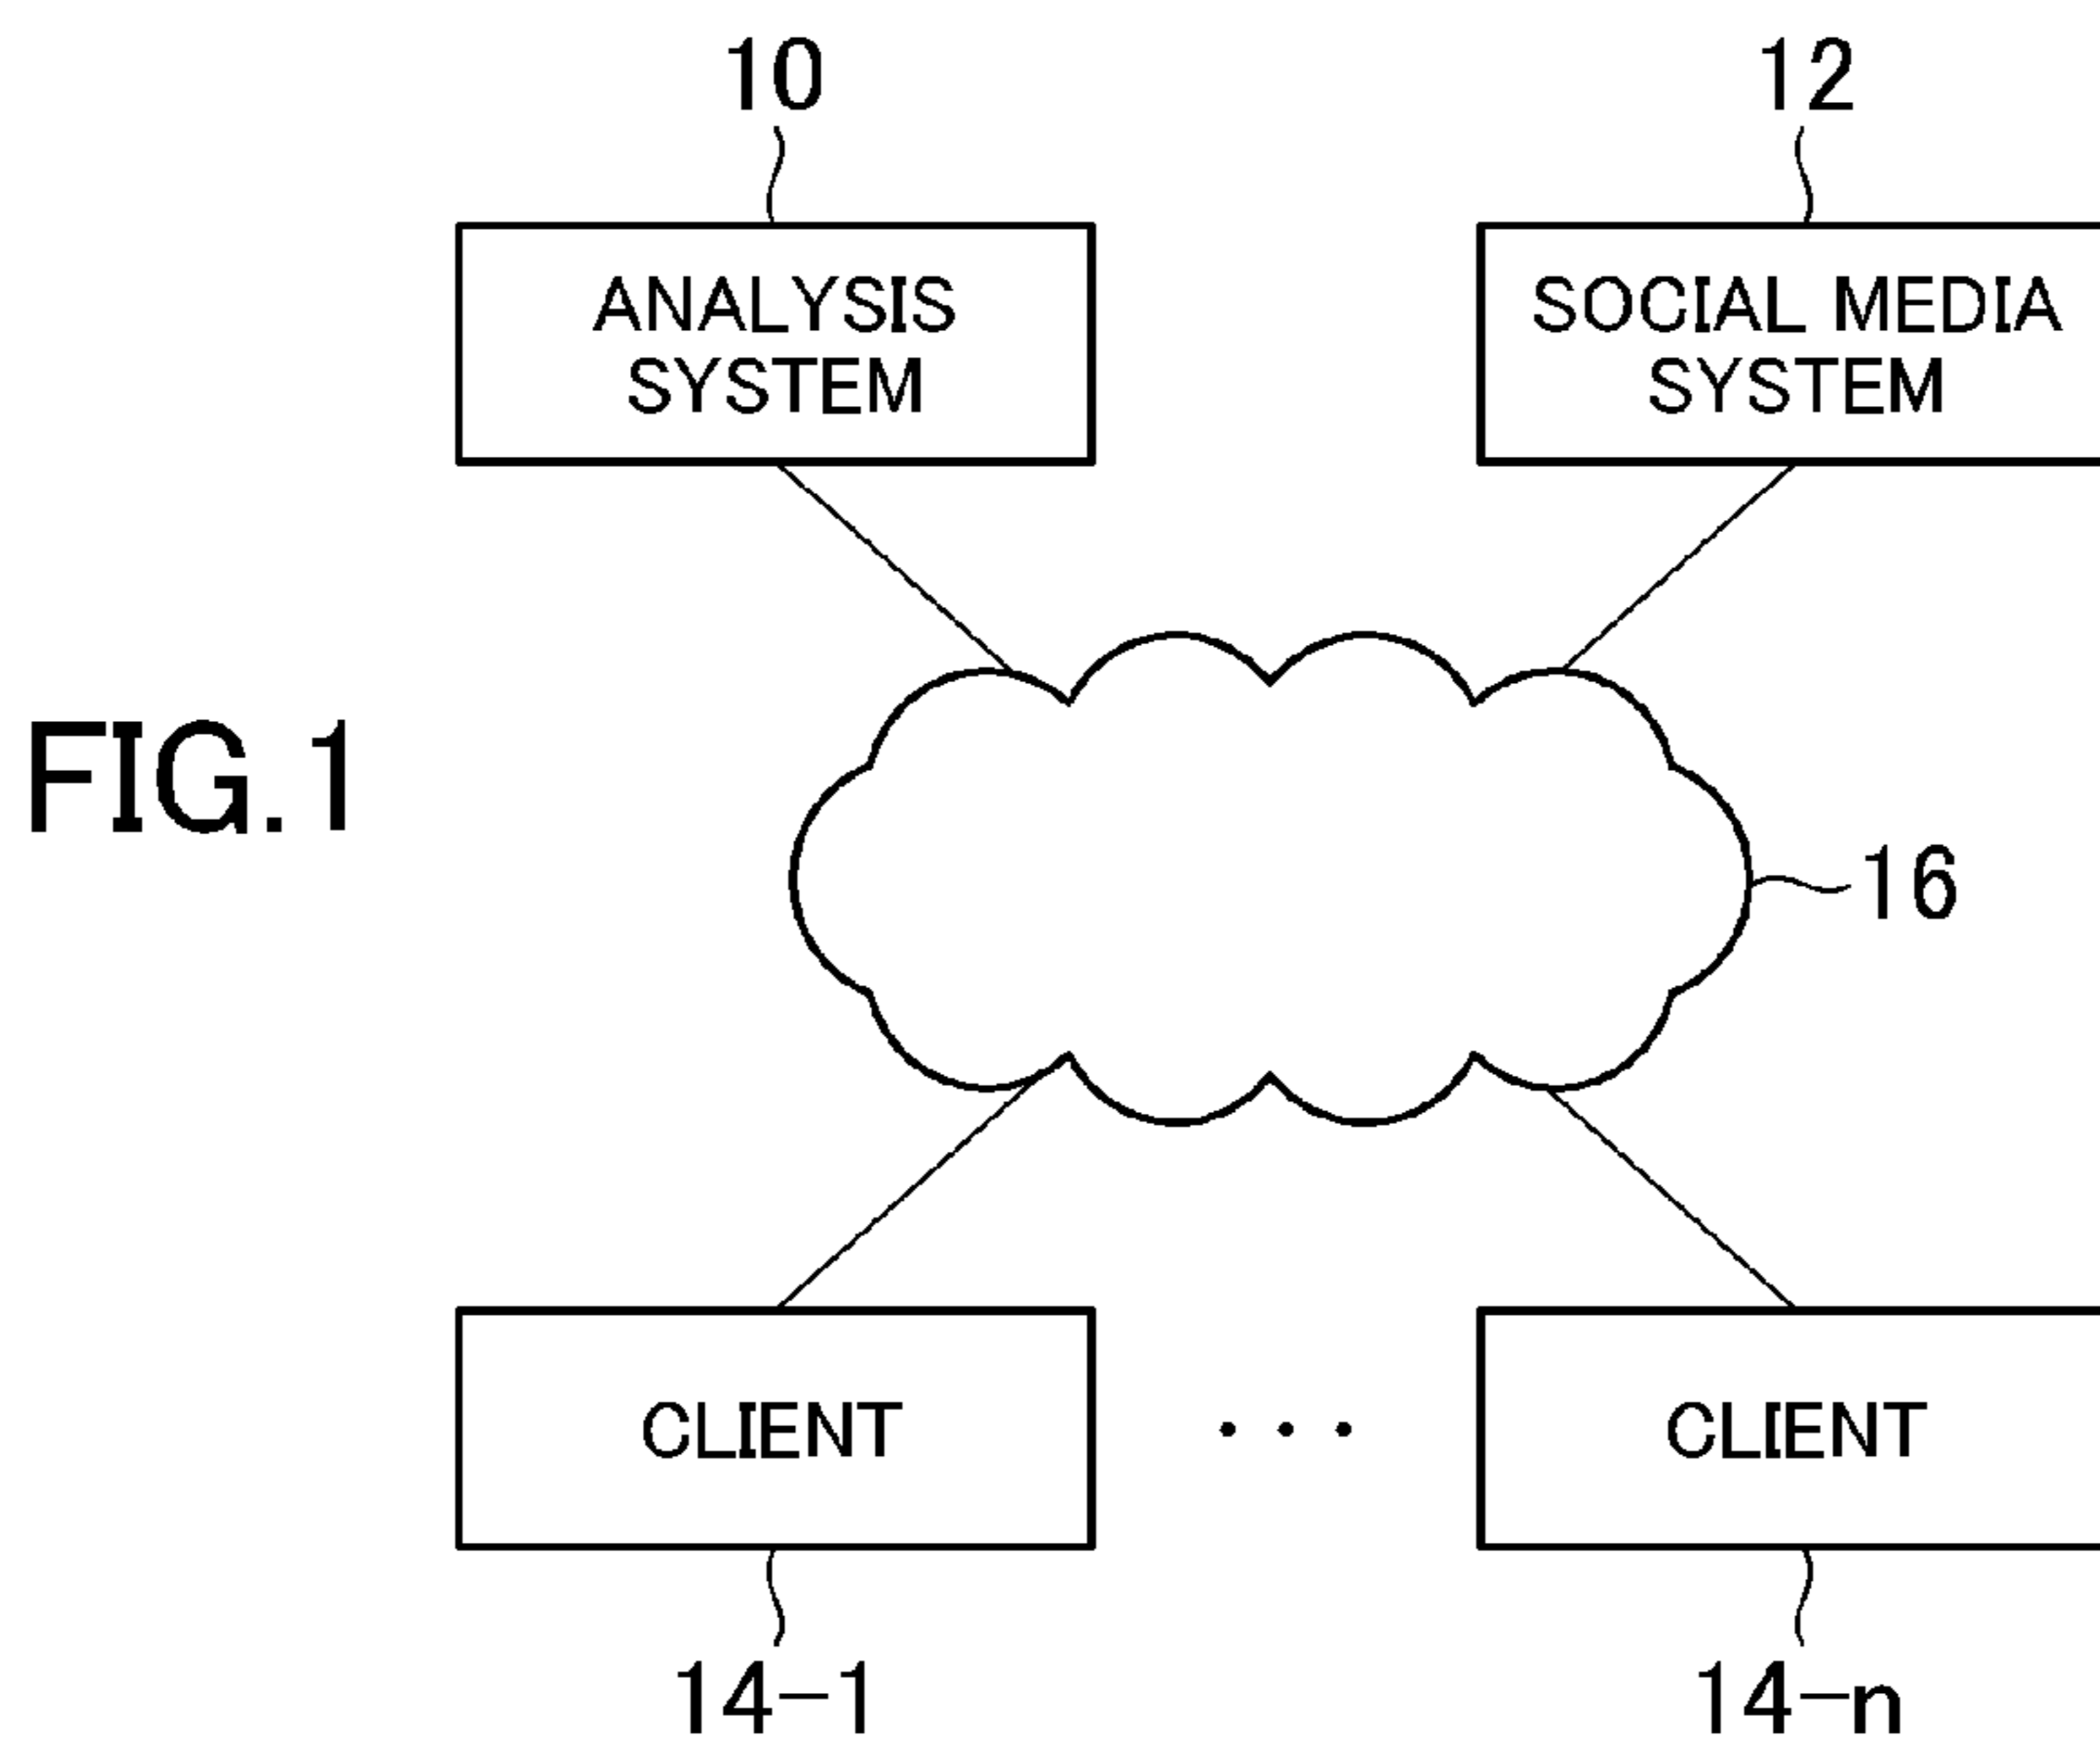 10
12
ANALYSIS
SYSTEM
SOCIAL MEDIA
SYSTEM
FIG.1
16
CLIENT
. . .
CLIENT
14-1
14-n